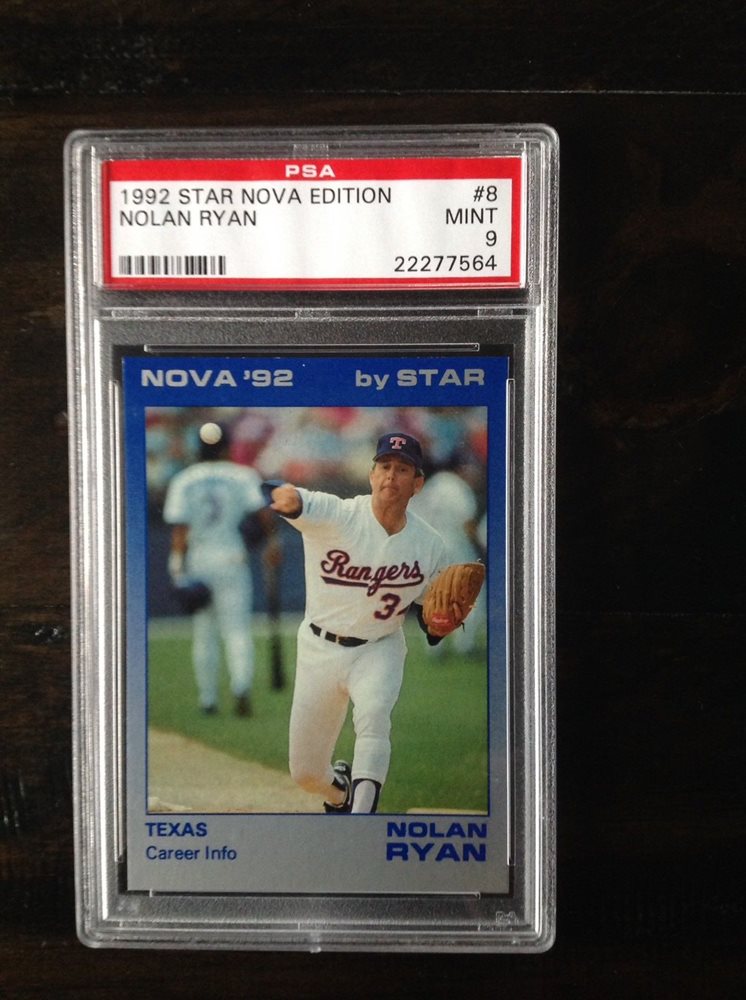 PSA
1992 STAR NOVA EDITION #8
NOLAN RYAN MINT
9
22277564
NOVA '92 by STAR
T
Rangers
3
TEXAS NOLAN
Career Info RYAN